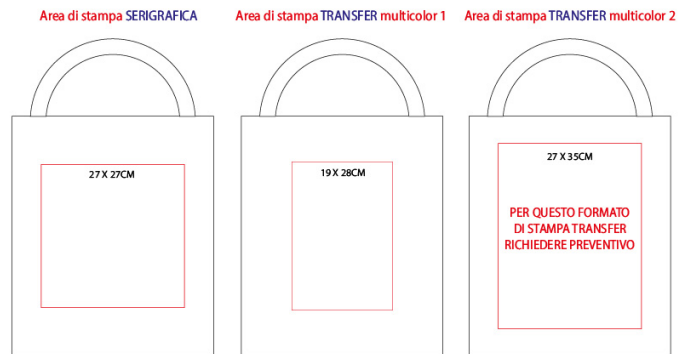 Area di stampa SERIGRAFICA
Area di stampa TRANSFER multicolor 1
Area di stampa TRANSFER multicolor 2
27 X 27CM
19 X 28CM
27 X 35CM
PER QUESTO FORMATO
DI STAMPA TRANSFER
RICHIEDERE PREVENTIVO